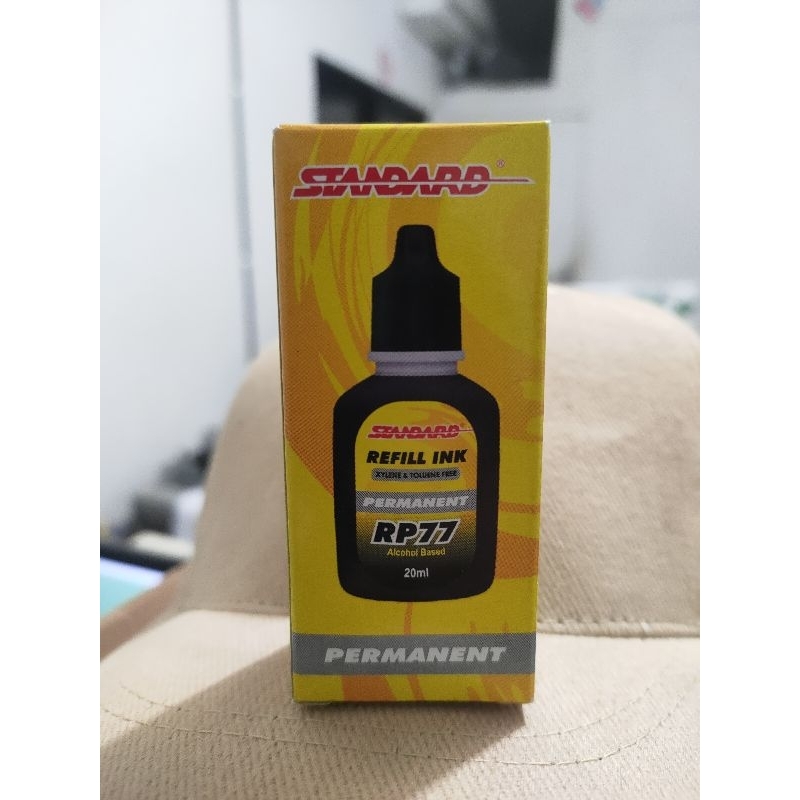 STANDARD®
STANDARD®
REFILL INK
XYLENE & TOLUENE FREE
PERMANENT
RP77
Alcohol Based
20ml
PERMANENT